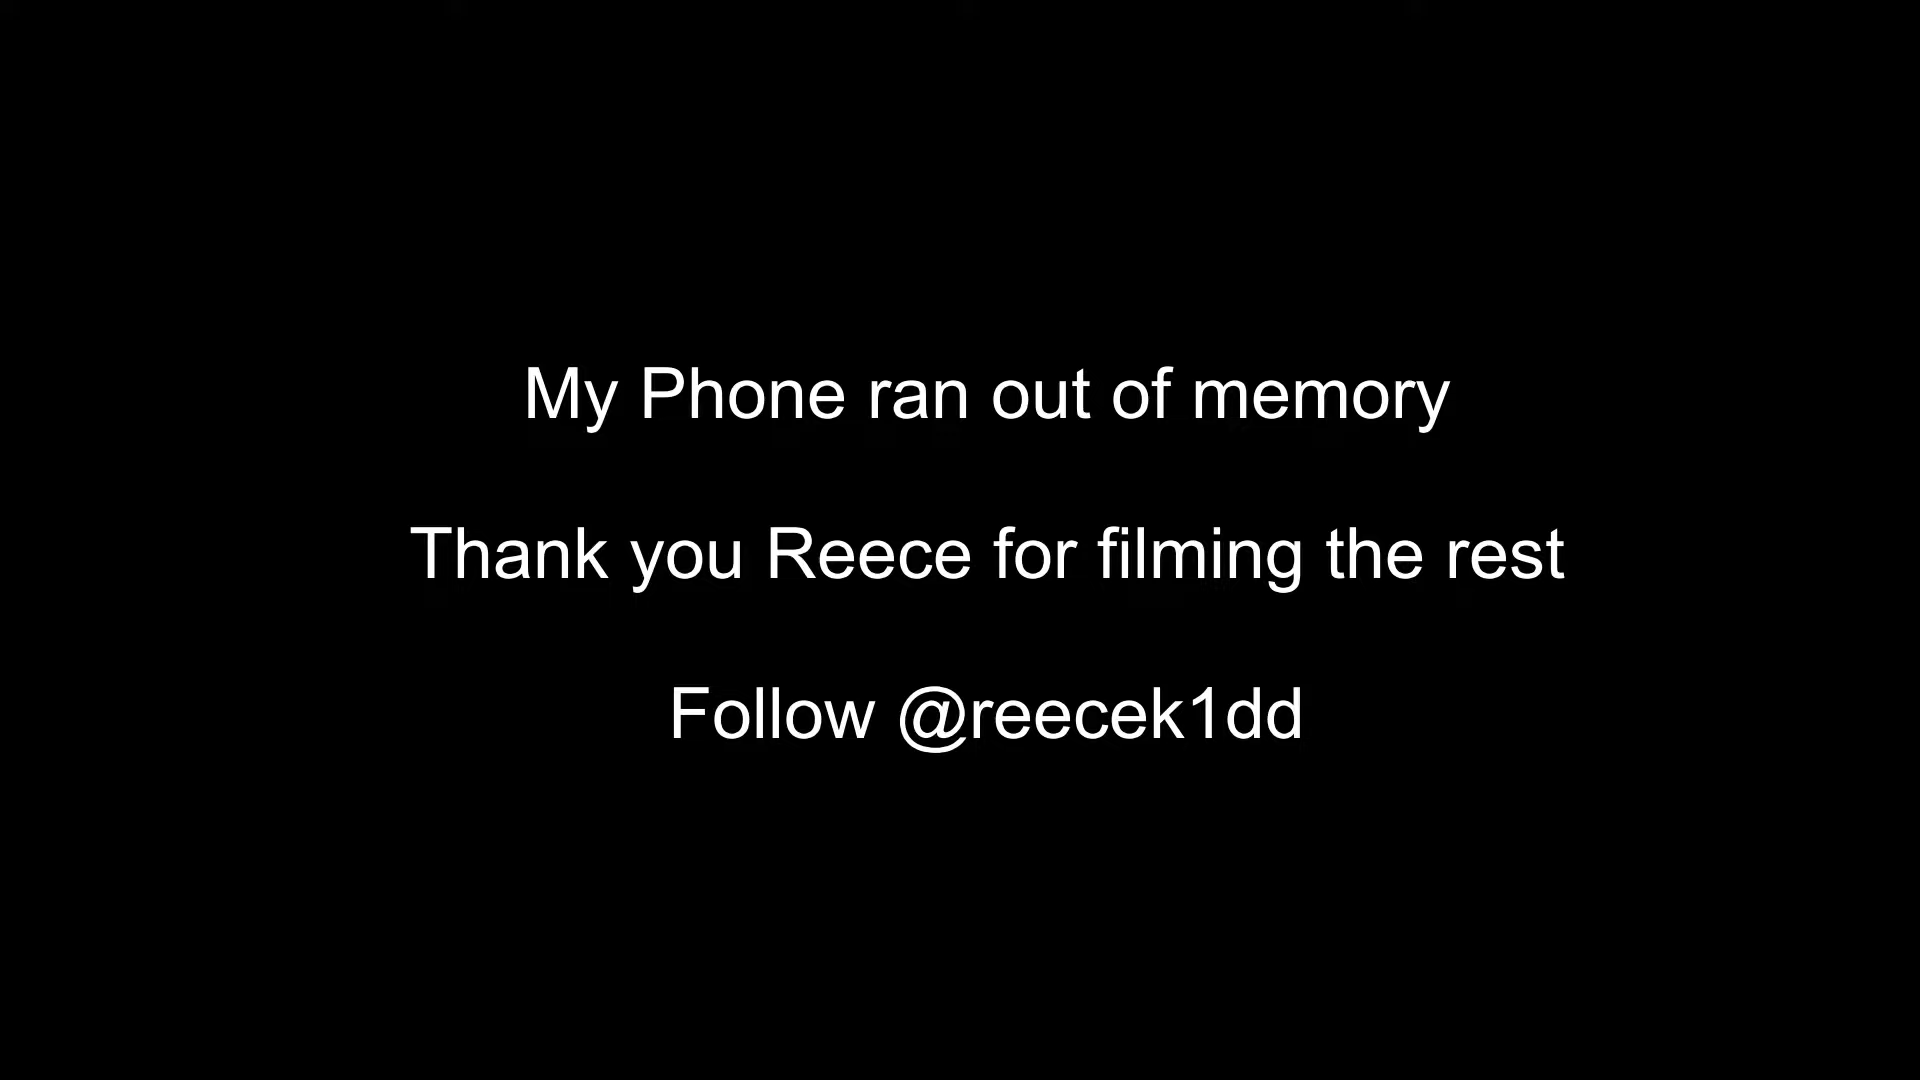 My Phone ran out of memory
Thank you Reece for filming the rest
Follow @reecek1dd